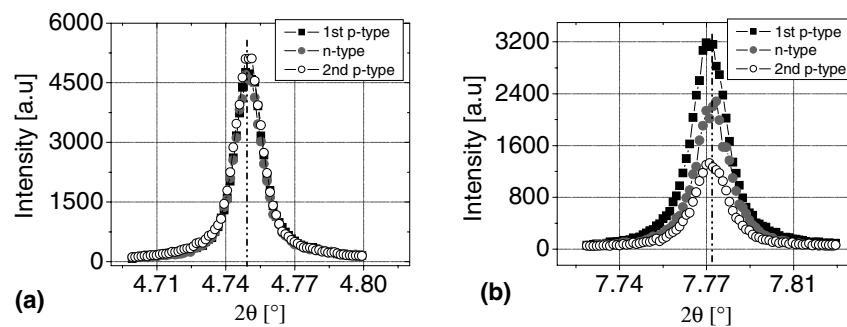 6000
4500
3000
1500
0
Intensity [a.u]
1st p-type
n-type
2nd p-type
4.71 4.74 4.77 4.80
2θ [°]
(a)
3200
2400
1600
800
0
Intensity [a.u]
1st p-type
n-type
2nd p-type
7.74 7.77 7.81
2θ [°]
(b)